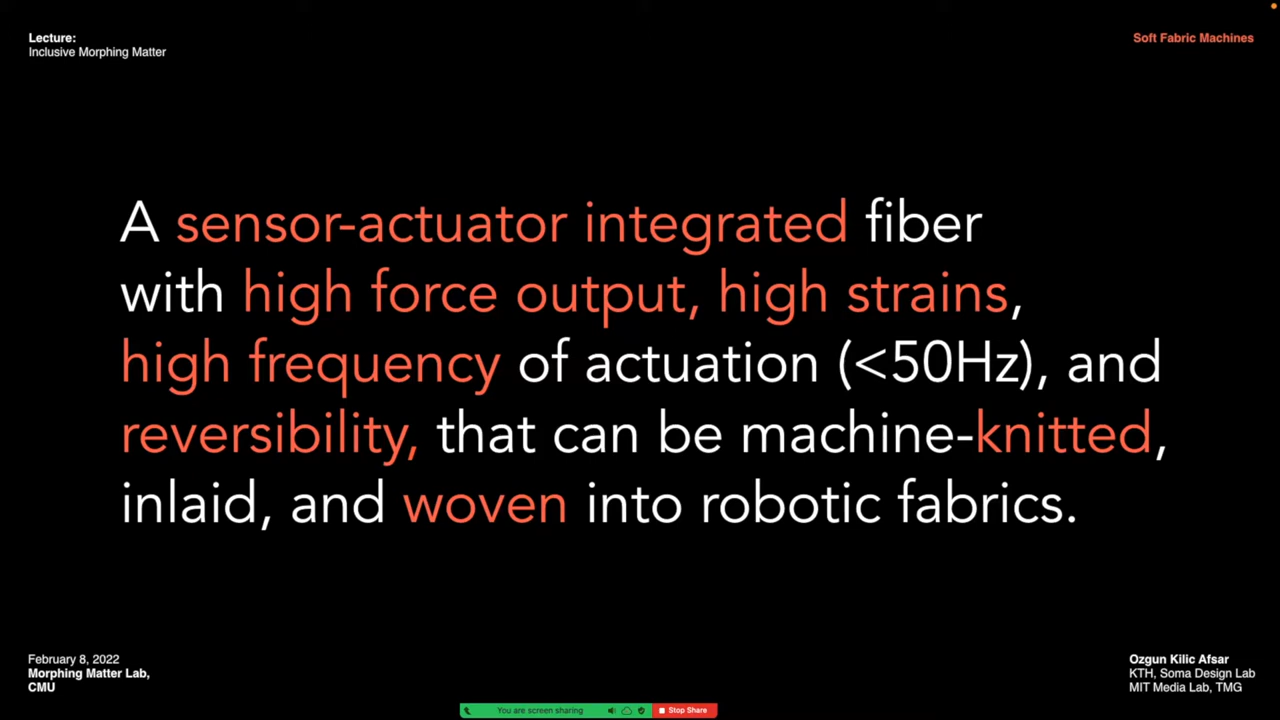 Lecture:
Inclusive Morphing Matter
Soft Fabric Machines
A sensor-actuator integrated fiber
with high force output, high strains,
high frequency of actuation (<50Hz), and
reversibility, that can be machine-knitted,
inlaid, and woven into robotic fabrics.
February 8, 2022
Morphing Matter Lab,
CMU
Ozgun Kilic Afsar
KTH, Soma Design Lab
MIT Media Lab, TMG
You are screen sharing
Stop Share